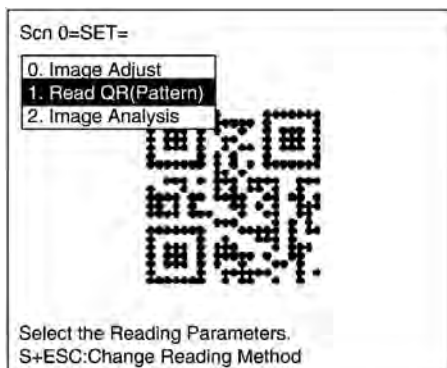 Scn 0=SET=
0. Image Adjust
1. Read QR(Pattern)
2. Image Analysis
Select the Reading Parameters.
S+ESC:Change Reading Method